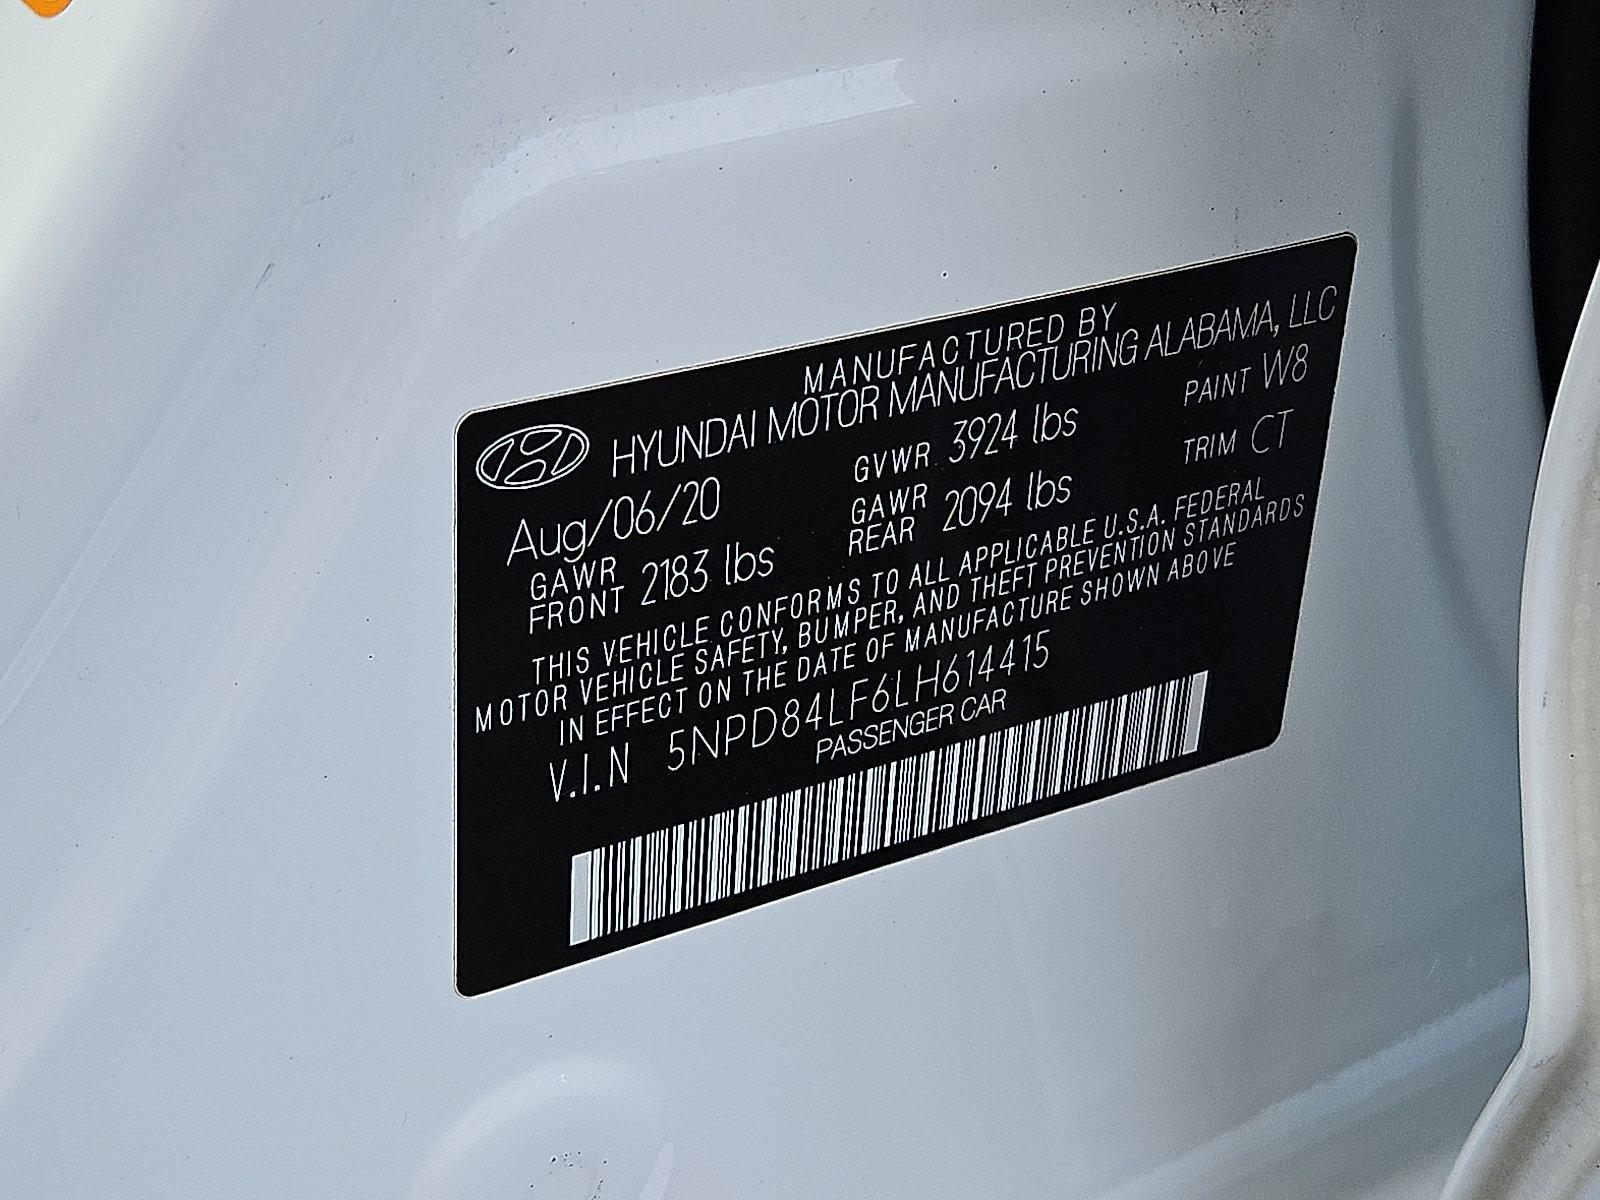 MANUFACTURED BY
HYUNDAI MOTOR MANUFACTURING ALABAMA, LLC
Aug/06/20 GVWR 3924 lbs PAINT W8
GAWR FRONT 2183 lbs GAWR REAR 2094 lbs TRIM CT
THIS VEHICLE CONFORMS TO ALL APPLICABLE U.S.A. FEDERAL
MOTOR VEHICLE SAFETY, BUMPER, AND THEFT PREVENTION STANDARDS
IN EFFECT ON THE DATE OF MANUFACTURE SHOWN ABOVE
V.I.N 5NPD84LF6LH614415
PASSENGER CAR